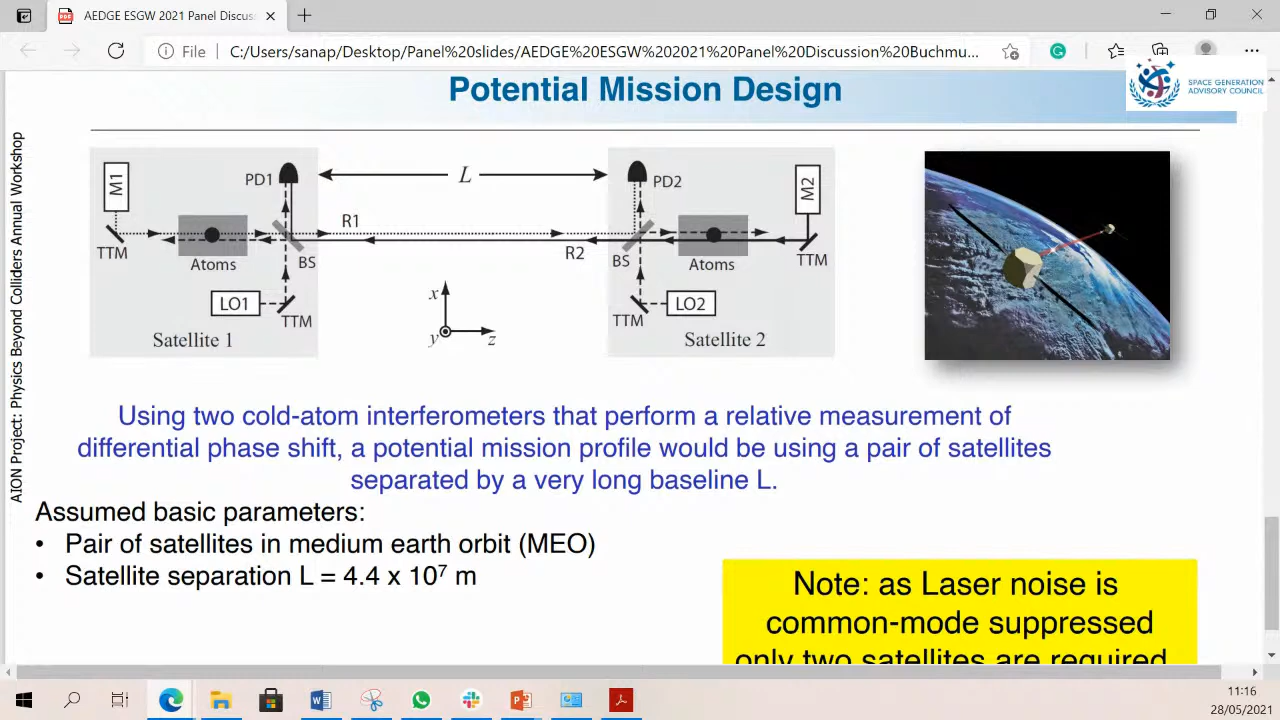 AEDGE ESGW 2021 Panel Discus
File
C:/Users/sanap/Desktop/Panel%20slides/AEDGE%20ESGW%202021%20Panel%20Discussion%20Buchmu...
Potential Mission Design
SPACE GENERATION
ADVISORY COUNCIL
AION Project: Physics Beyond Colliders Annual Workshop
M1
PD1
L
PD2
M2
R1
TTM
Atoms
BS
R2
BS
Atoms
TTM
LO1
TTM
x
y
z
TTM
LO2
Satellite 1
Satellite 2
Using two cold-atom interferometers that perform a relative measurement of
differential phase shift, a potential mission profile would be using a pair of satellites
separated by a very long baseline L.
Assumed basic parameters:
• Pair of satellites in medium earth orbit (MEO)
• Satellite separation L = 4.4 x 10⁷ m
Note: as Laser noise is
common-mode suppressed
only two satellites are required
11:16
28/05/2021